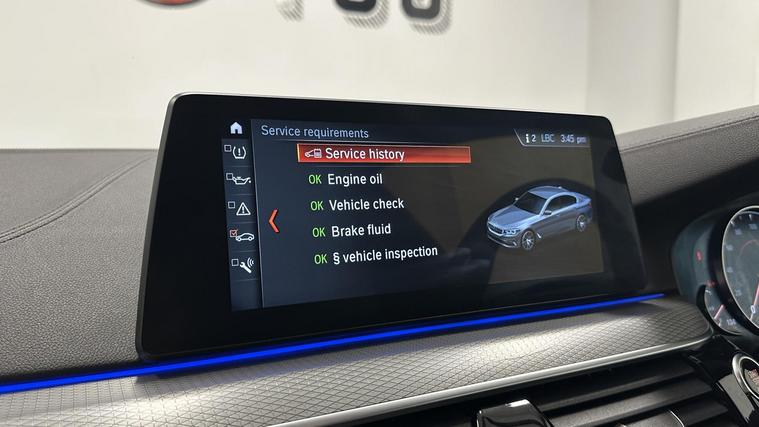 Service requirements
i 2 LBC 3:45 pm
Service history
OK Engine oil
OK Vehicle check
OK Brake fluid
OK § vehicle inspection